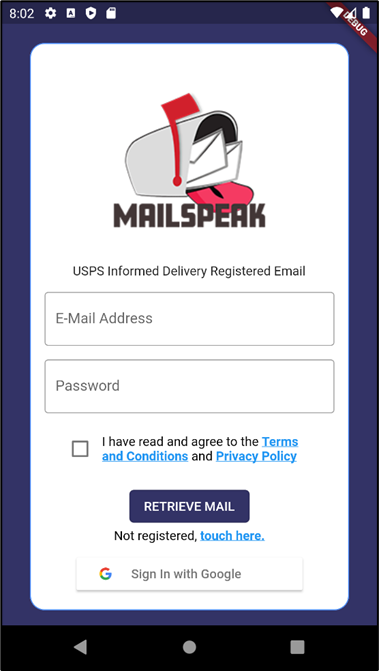 8:02
DEBUG
MAILSPEAK
USPS Informed Delivery Registered Email
E-Mail Address
Password
I have read and agree to the Terms
and Conditions and Privacy Policy
RETRIEVE MAIL
Not registered, touch here.
Sign In with Google